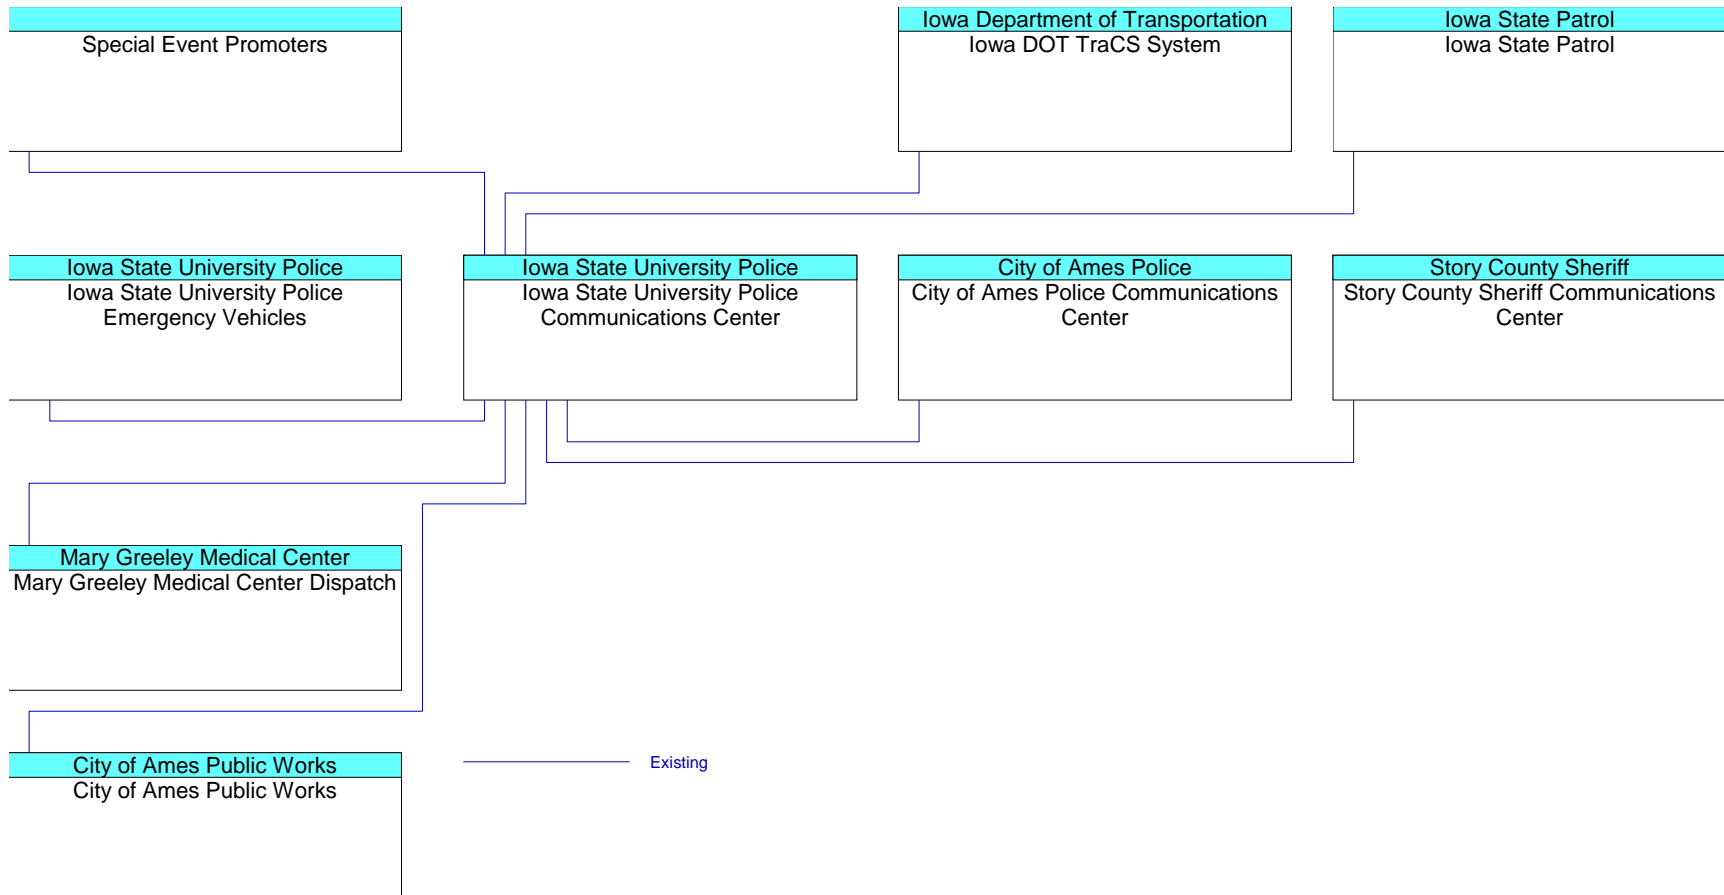 Special Event Promoters
Iowa Department of Transportation
Iowa DOT TraCS System
Iowa State Patrol
Iowa State Patrol
Iowa State University Police
Iowa State University Police
Emergency Vehicles
Iowa State University Police
Iowa State University Police
Communications Center
City of Ames Police
City of Ames Police Communications
Center
Story County Sheriff
Story County Sheriff Communications
Center
Mary Greeley Medical Center
Mary Greeley Medical Center Dispatch
City of Ames Public Works
City of Ames Public Works
Existing